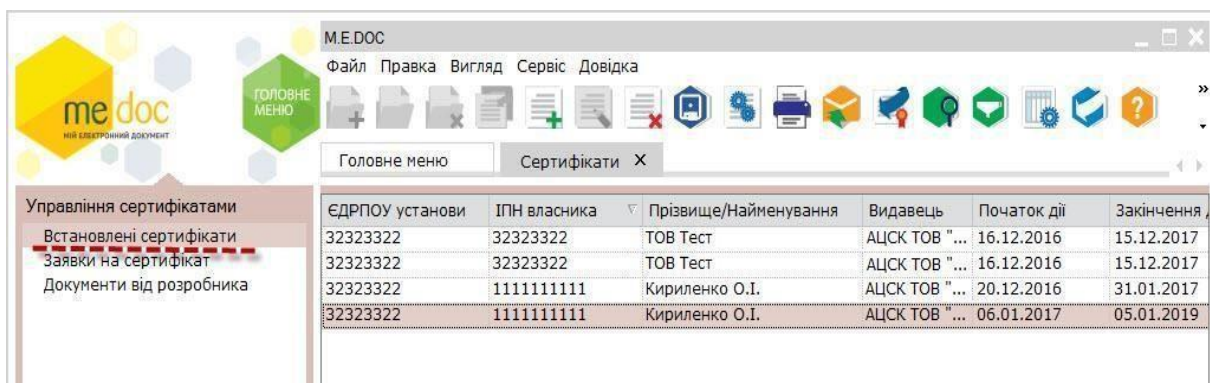 M.E.DOC
Файл Правка Вигляд Сервіс Довідка
me doc
МІЙ ЕЛЕКТРОННИЙ ДОКУМЕНТ
ГОЛОВНЕ МЕНЮ
»
Головне меню Сертифікати X
Управління сертифікатами
Встановлені сертифікати
Заявки на сертифікат
Документи від розробника
ЄДРПОУ установи ІПН власника Прізвище/Найменування Видавець Початок дії Закінчення
32323322 32323322 ТОВ Тест АЦСК ТОВ "... 16.12.2016 15.12.2017
32323322 32323322 ТОВ Тест АЦСК ТОВ "... 16.12.2016 15.12.2017
32323322 1111111111 Кириленко О.І. АЦСК ТОВ "... 20.12.2016 31.01.2017
32323322 1111111111 Кириленко О.І. АЦСК ТОВ "... 06.01.2017 05.01.2019